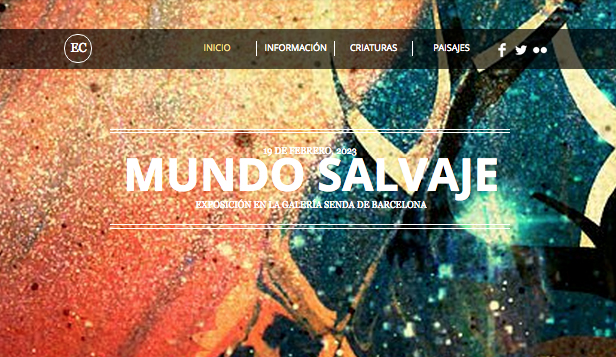 EC
INICIO
INFORMACIÓN
CRIATURAS
PAISAJES
19 DE FEBRERO, 2023
MUNDO SALVAJE
EXPOSICIÓN EN LA GALERÍA SENDA DE BARCELONA